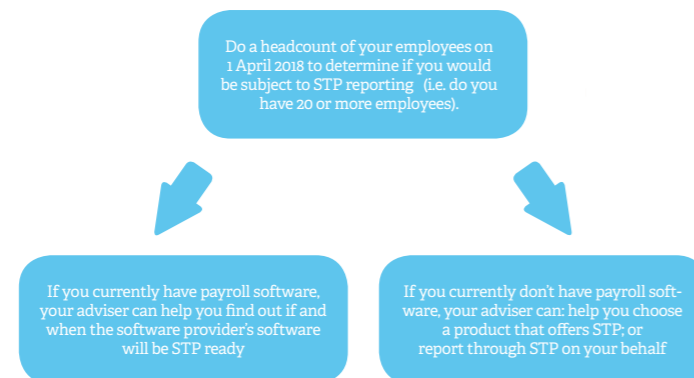 Do a headcount of your employees on
1 April 2018 to determine if you would
be subject to STP reporting (i.e. do you
have 20 or more employees).
If you currently have payroll software,
your adviser can help you find out if and
when the software provider's software
will be STP ready
If you currently don't have payroll soft-
ware, your adviser can: help you choose
a product that offers STP; or
report through STP on your behalf